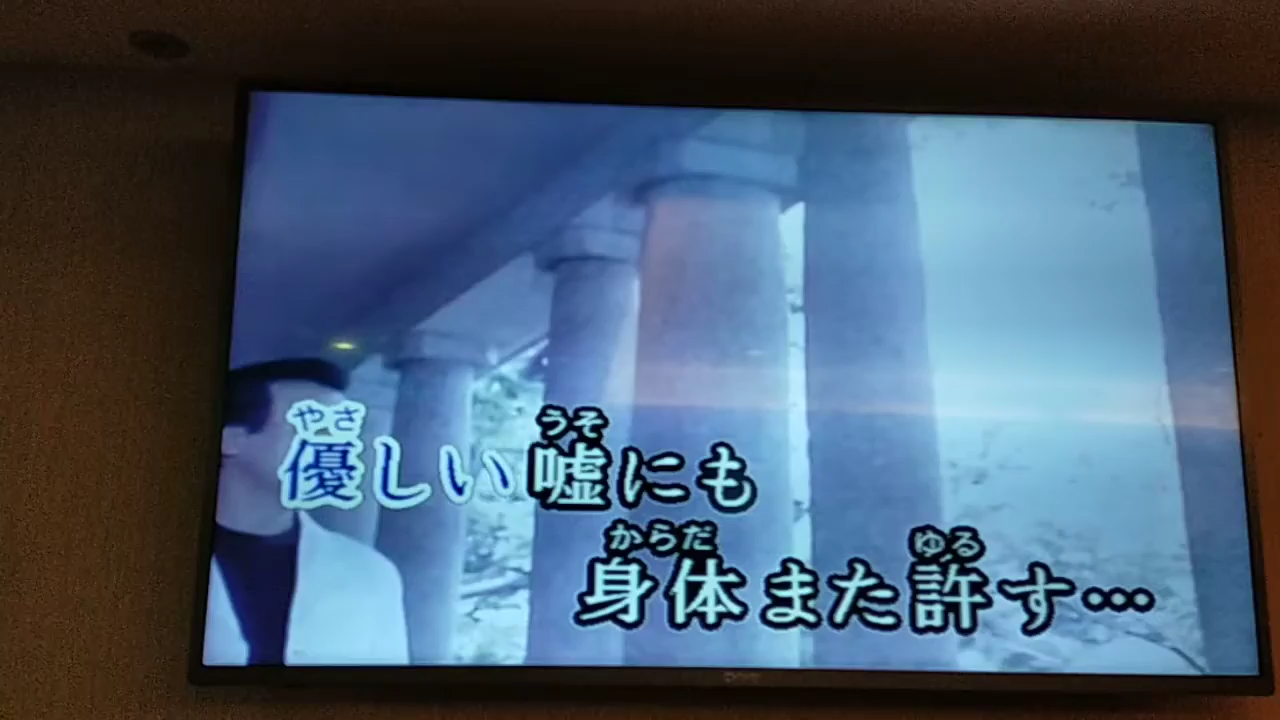 やさ うそ
優しい嘘にも
からだ ゆる
身体また許す…